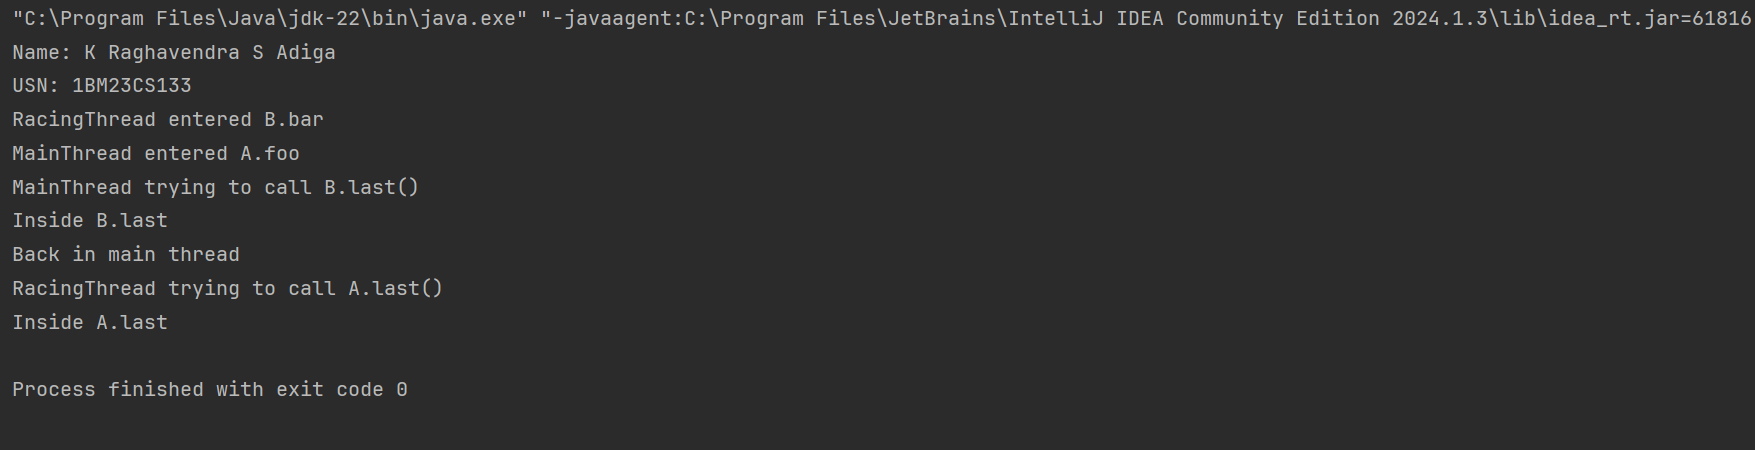 "C:\Program Files\Java\jdk-22\bin\java.exe" "-javaagent:C:\Program Files\JetBrains\IntelliJ IDEA Community Edition 2024.1.3\lib\idea_rt.jar=61816
Name: K Raghavendra S Adiga
USN: 1BM23CS133
RacingThread entered B.bar
MainThread entered A.foo
MainThread trying to call B.last()
Inside B.last
Back in main thread
RacingThread trying to call A.last()
Inside A.last
Process finished with exit code 0